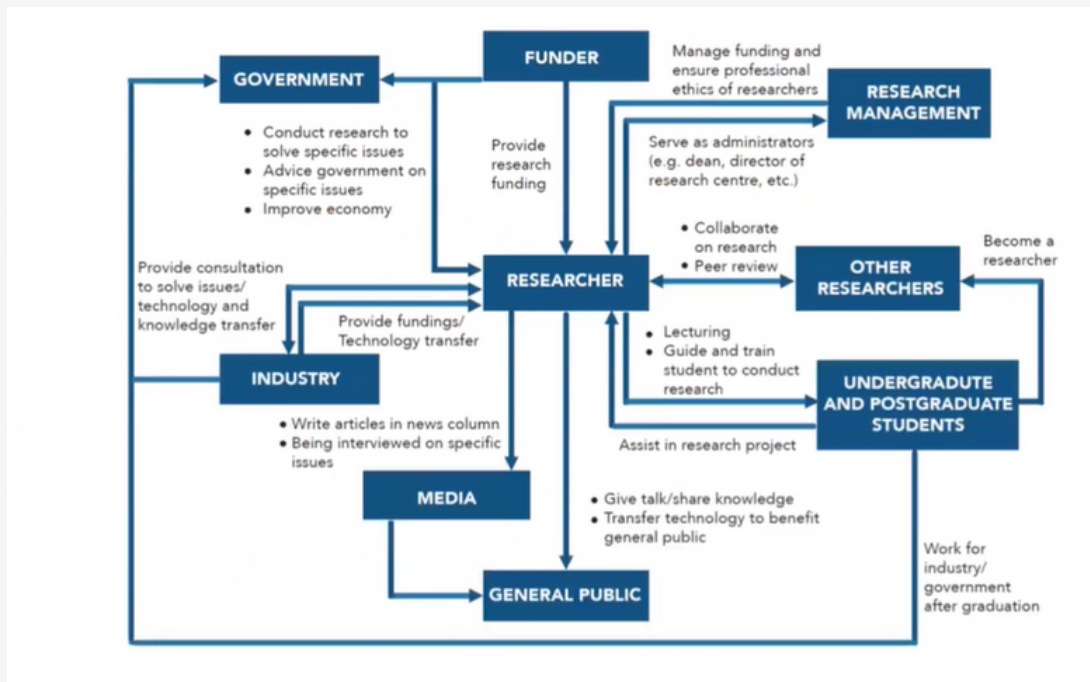 FUNDER
GOVERNMENT
Manage funding and
ensure professional
ethics of researchers
RESEARCH
MANAGEMENT
• Conduct research to
solve specific issues
• Advice government on
specific issues
• Improve economy
Provide
research
funding
Serve as administrators
(e.g. dean, director of
research centre, etc.)
• Collaborate
on research
• Peer review
Become a
researcher
Provide consultation
to solve issues/
technology and
knowledge transfer
RESEARCHER
OTHER
RESEARCHERS
Provide fundings/
Technology transfer
• Lecturing
• Guide and train
student to conduct
research
INDUSTRY
UNDERGRADUTE
AND POSTGRADUATE
STUDENTS
• Write articles in news column
• Being interviewed on specific
issues
Assist in research project
MEDIA
• Give talk/share knowledge
• Transfer technology to benefit
general public
Work for
industry/
government
after graduation
GENERAL PUBLIC